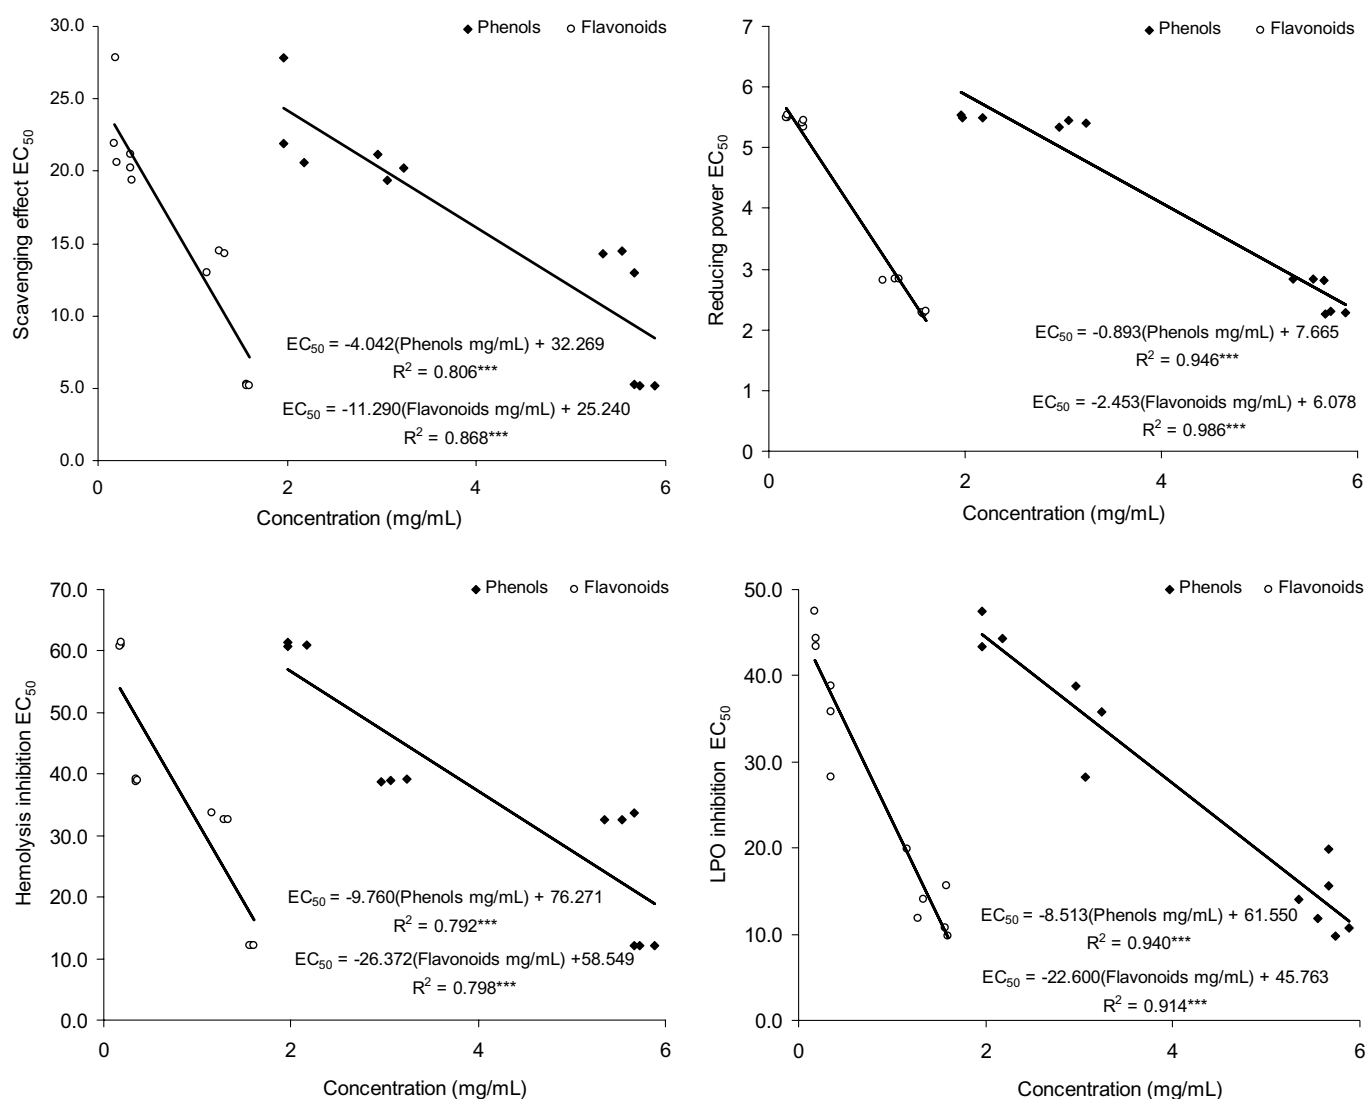 ◆ Phenols ○ Flavonoids
30.0
25.0
20.0
15.0
10.0
5.0
0.0
Scavenging effect EC50
EC50 = -4.042(Phenols mg/mL) + 32.269
R2 = 0.806***
EC50 = -11.290(Flavonoids mg/mL) + 25.240
R2 = 0.868***
0 2 4 6
Concentration (mg/mL)
◆ Phenols ○ Flavonoids
7
6
5
4
3
2
1
0
Reducing power EC50
EC50 = -0.893(Phenols mg/mL) + 7.665
R2 = 0.946***
EC50 = -2.453(Flavonoids mg/mL) + 6.078
R2 = 0.986***
0 2 4 6
Concentration (mg/mL)
◆ Phenols ○ Flavonoids
70.0
60.0
50.0
40.0
30.0
20.0
10.0
0.0
Hemolysis inhibition EC50
EC50 = -9.760(Phenols mg/mL) + 76.271
R2 = 0.792***
EC50 = -26.372(Flavonoids mg/mL) +58.549
R2 = 0.798***
0 2 4 6
Concentration (mg/mL)
◆ Phenols ○ Flavonoids
50.0
40.0
30.0
20.0
10.0
0.0
LPO inhibition EC50
EC50 = -8.513(Phenols mg/mL) + 61.550
R2 = 0.940***
EC50 = -22.600(Flavonoids mg/mL) + 45.763
R2 = 0.914***
0 2 4 6
Concentration (mg/mL)